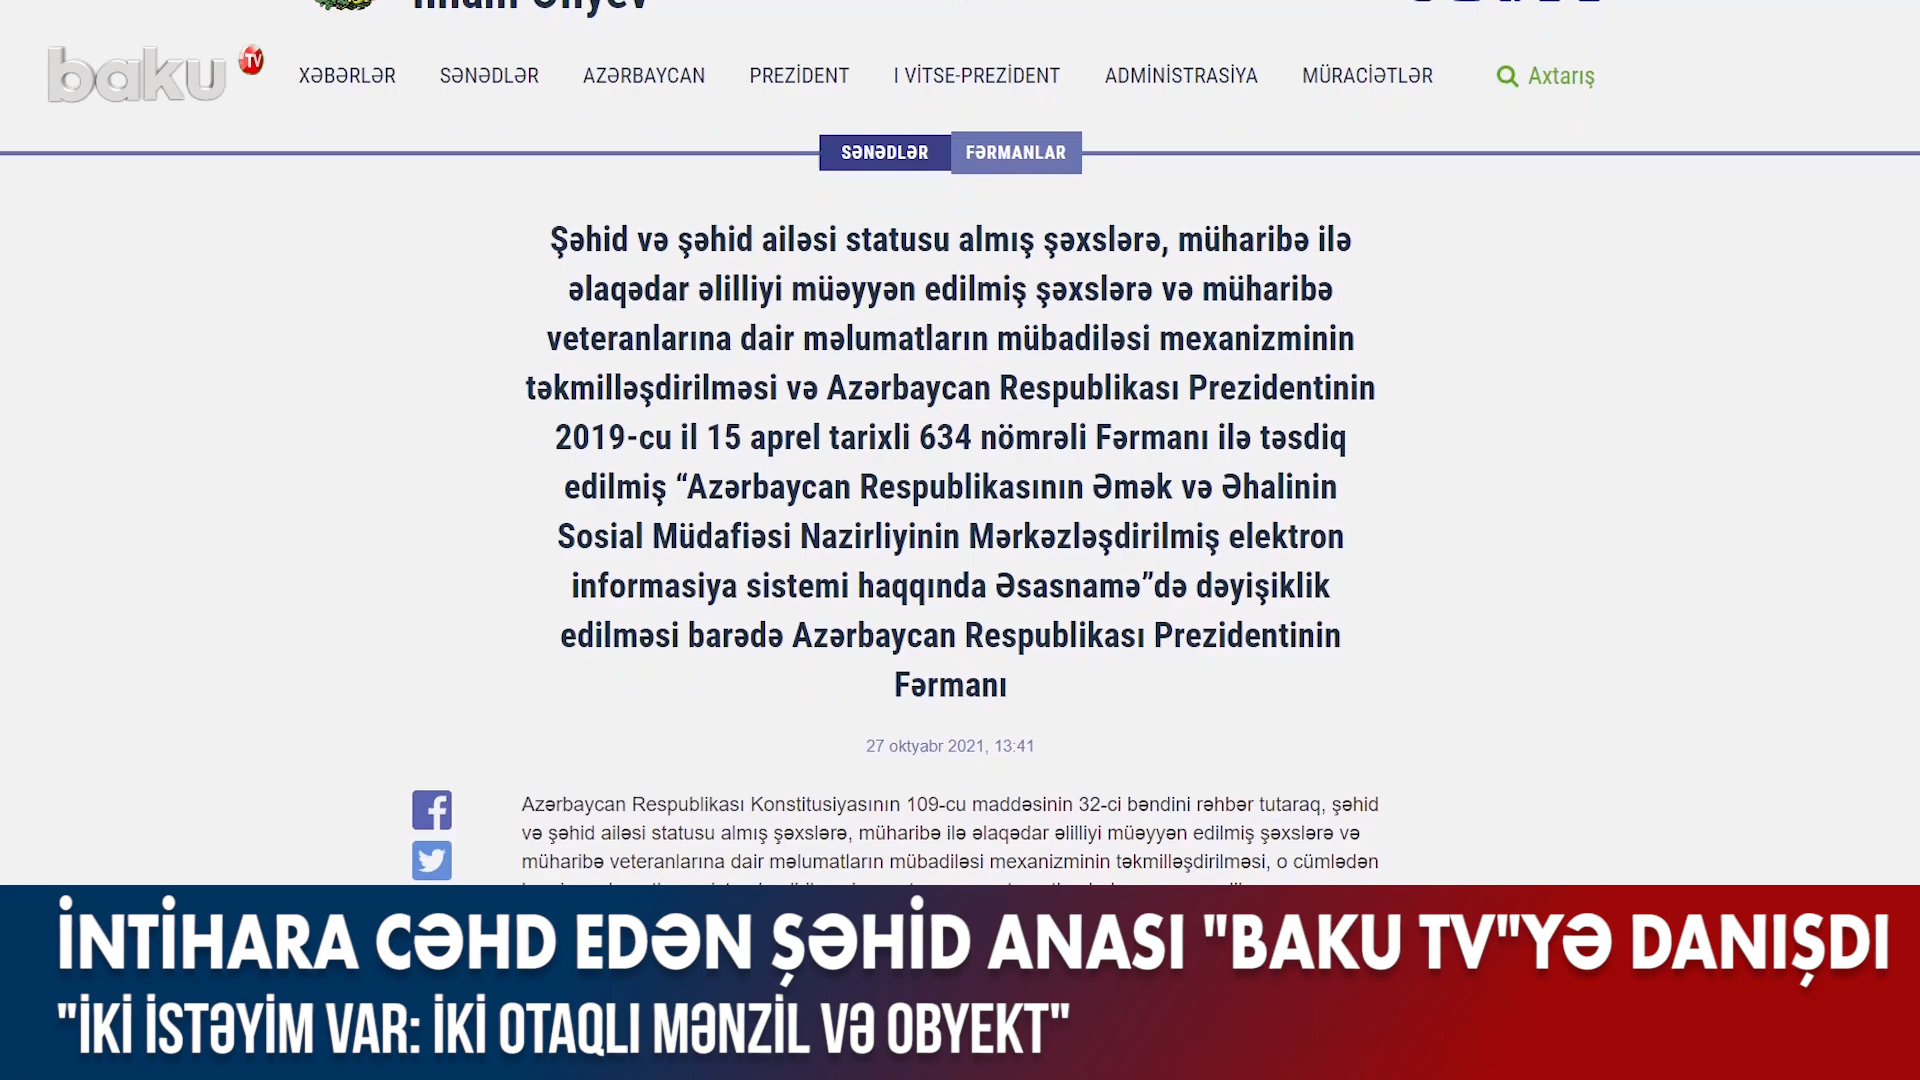 baku TV
XƏBƏRLƏR SƏNƏDLƏR AZƏRBAYCAN PREZİDENT I VİTSE-PREZİDENT ADMİNİSTRASİYA MÜRACİƏTLƏR Axtarış
SƏNƏDLƏR FƏRMANLAR
Şəhid və şəhid ailəsi statusu almış şəxslərə, müharibə ilə
əlaqədar əlilliyi müəyyən edilmiş şəxslərə və müharibə
veteranlarına dair məlumatların mübadiləsi mexanizminin
təkmilləşdirilməsi və Azərbaycan Respublikası Prezidentinin
2019-cu il 15 aprel tarixli 634 nömrəli Fərmanı ilə təsdiq
edilmiş “Azərbaycan Respublikasının Əmək və Əhalinin
Sosial Müdafiəsi Nazirliyinin Mərkəzləşdirilmiş elektron
informasiya sistemi haqqında Əsasnamə”də dəyişiklik
edilməsi barədə Azərbaycan Respublikası Prezidentinin
Fərmanı
27 oktyabr 2021, 13:41
Azərbaycan Respublikası Konstitusiyasının 109-cu maddəsinin 32-ci bəndini rəhbər tutaraq, şəhid
və şəhid ailəsi statusu almış şəxslərə, müharibə ilə əlaqədar əlilliyi müəyyən edilmiş şəxslərə və
müharibə veteranlarına dair məlumatların mübadiləsi mexanizminin təkmilləşdirilməsi, o cümlədən
İNTİHARA CƏHD EDƏN ŞƏHİD ANASI "BAKU TV"YƏ DANIŞDI
"İKİ İSTƏYİM VAR: İKİ OTAQLI MƏNZİL VƏ OBYEKT"